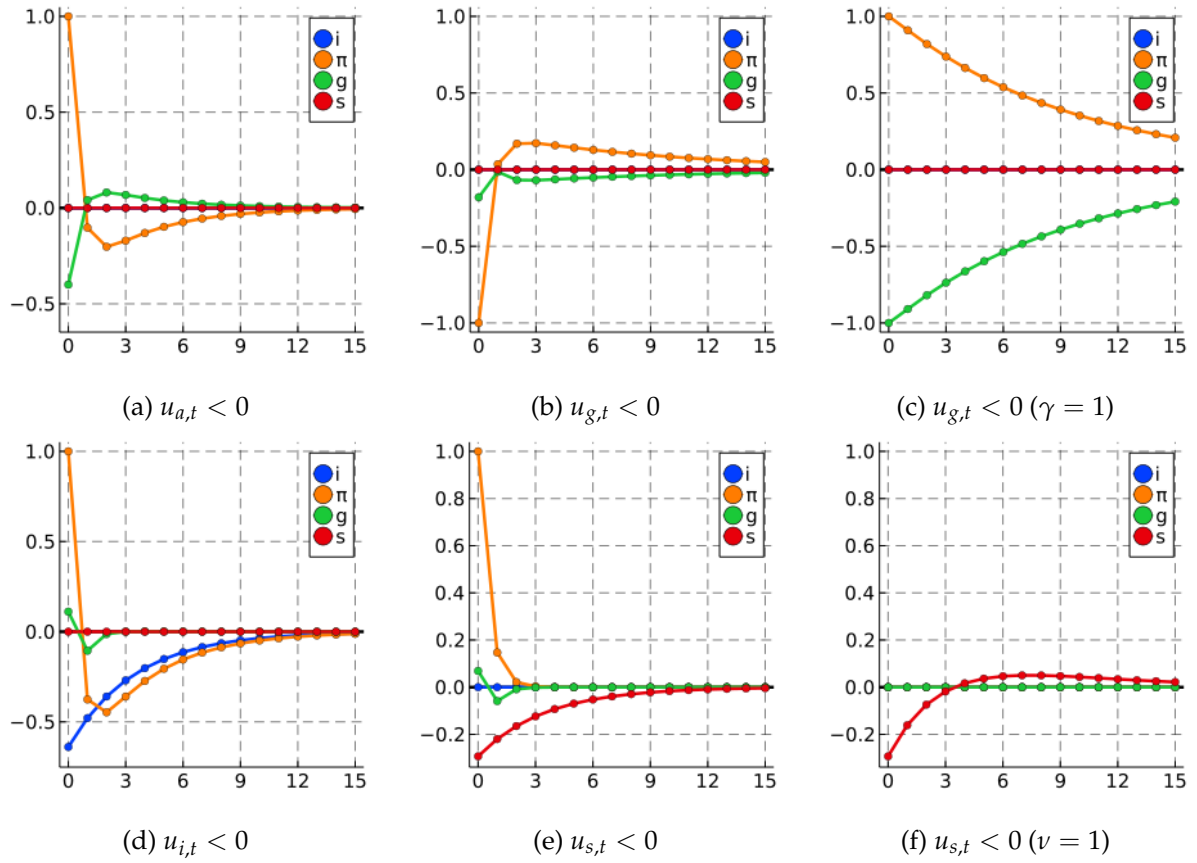 1.0
0.5
0.0
−0.5
0 3 6 9 12 15
i
π
g
s
(a) u_{a,t} < 0
1.0
0.5
0.0
−0.5
−1.0
0 3 6 9 12 15
i
π
g
s
(b) u_{g,t} < 0
1.0
0.5
0.0
−0.5
−1.0
0 3 6 9 12 15
i
π
g
s
(c) u_{g,t} < 0 (γ = 1)
1.0
0.5
0.0
−0.5
0 3 6 9 12 15
i
π
g
s
(d) u_{i,t} < 0
1.0
0.8
0.6
0.4
0.2
0.0
−0.2
0 3 6 9 12 15
i
π
g
s
(e) u_{s,t} < 0
1.0
0.8
0.6
0.4
0.2
0.0
−0.2
0 3 6 9 12 15
i
π
g
s
(f) u_{s,t} < 0 (ν = 1)